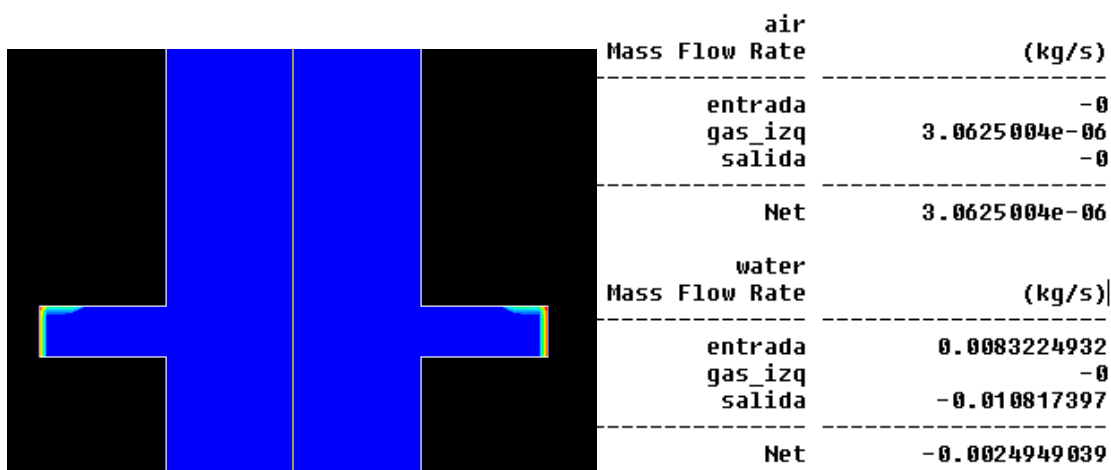 air
Mass Flow Rate (kg/s)
--------------- --------------------
entrada -0
gas_izq 3.0625004e-06
salida -0
--------------- --------------------
Net 3.0625004e-06
water
Mass Flow Rate (kg/s)
--------------- --------------------
entrada 0.0083224932
gas_izq -0
salida -0.010817397
--------------- --------------------
Net -0.0024949039